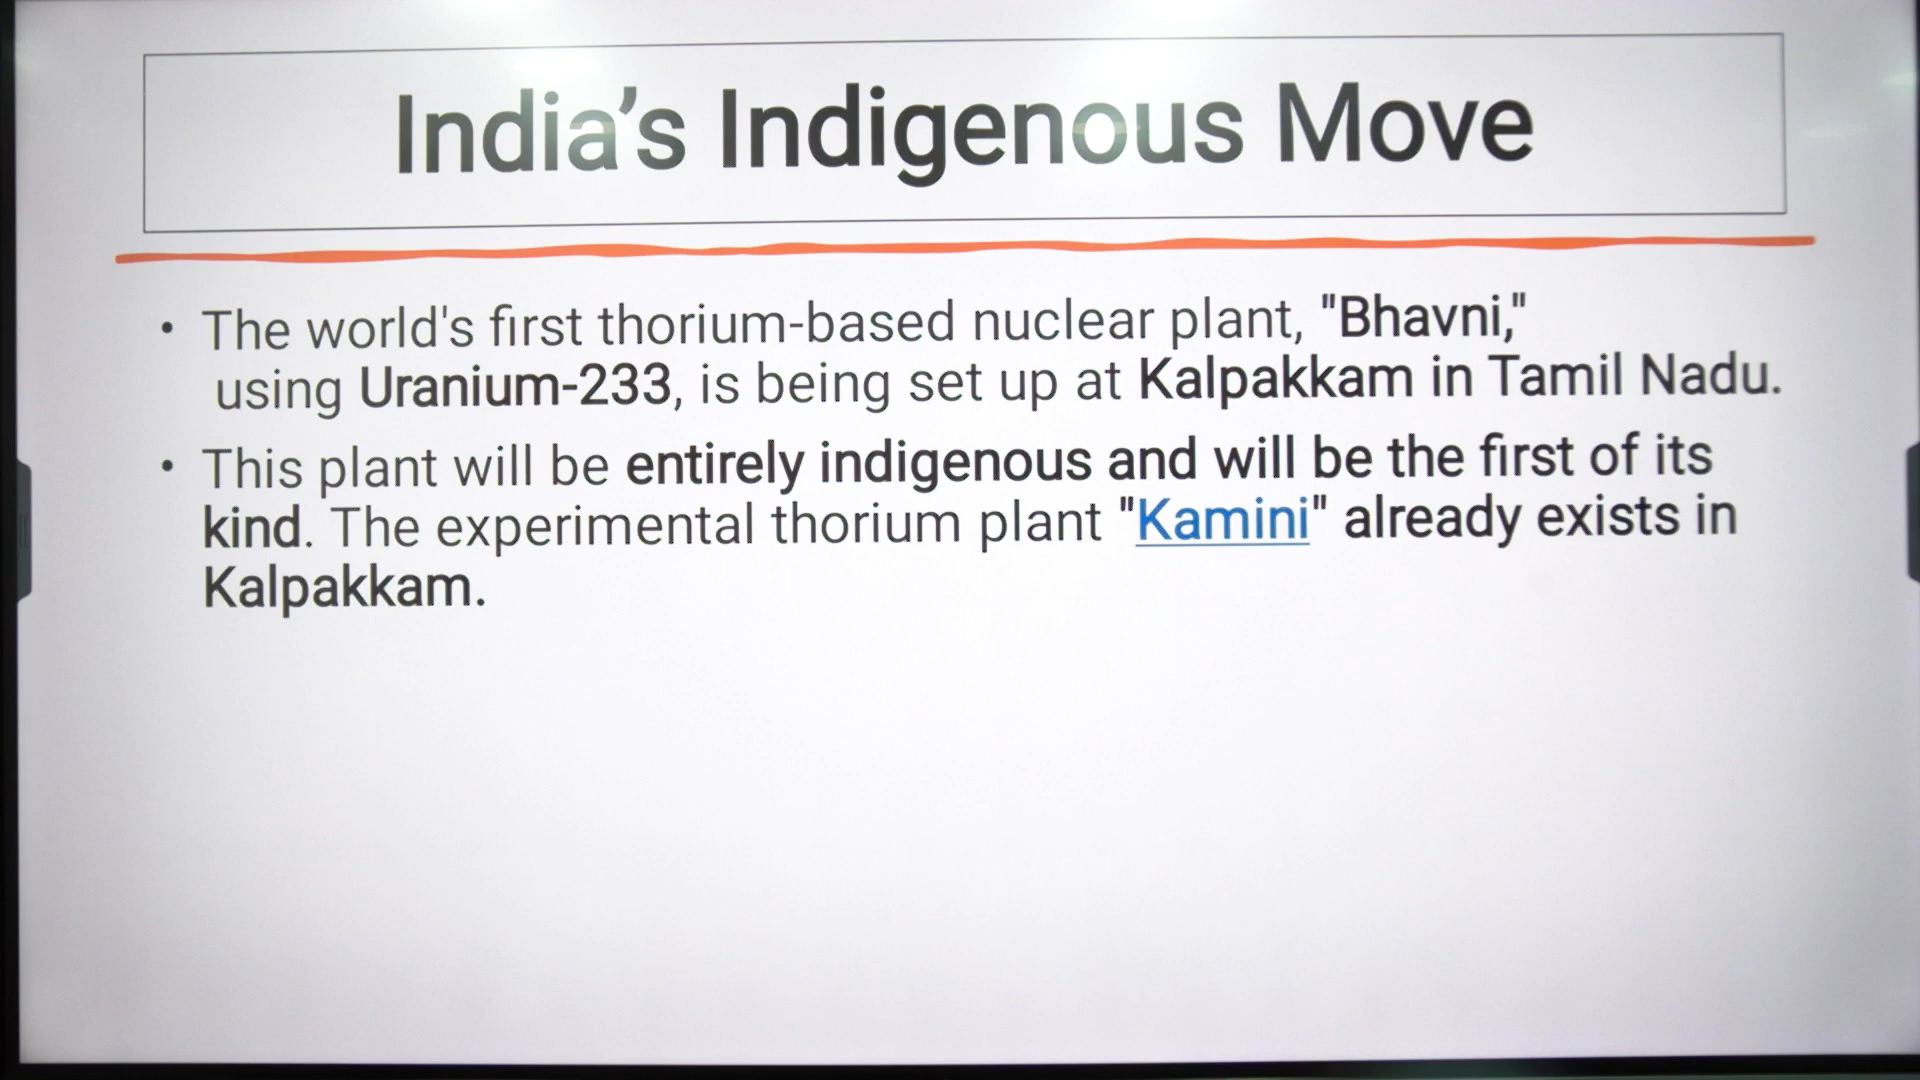 India’s Indigenous Move
• The world's first thorium-based nuclear plant, "Bhavni,"
using Uranium-233, is being set up at Kalpakkam in Tamil Nadu.
• This plant will be entirely indigenous and will be the first of its
kind. The experimental thorium plant "Kamini" already exists in
Kalpakkam.